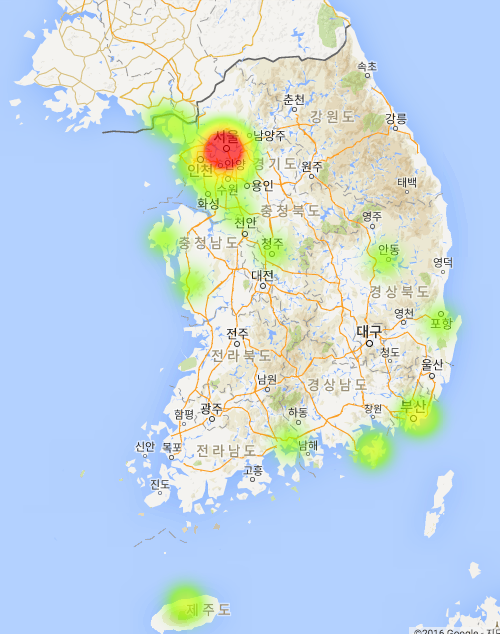 속초
춘천
강원도
강릉
서울
남양주
안양
경기도
원주
인천
수원
용인
태백
화성
충청북도
영주
천안
충청남도
청주
안동
영덕
대전
경상북도
영천
포항
전주
대구
청도
전라북도
울산
남원
경상남도
함평
광주
하동
창원
부산
신안
목포
전라남도
남해
고흥
진도
제주도
©2016 Google